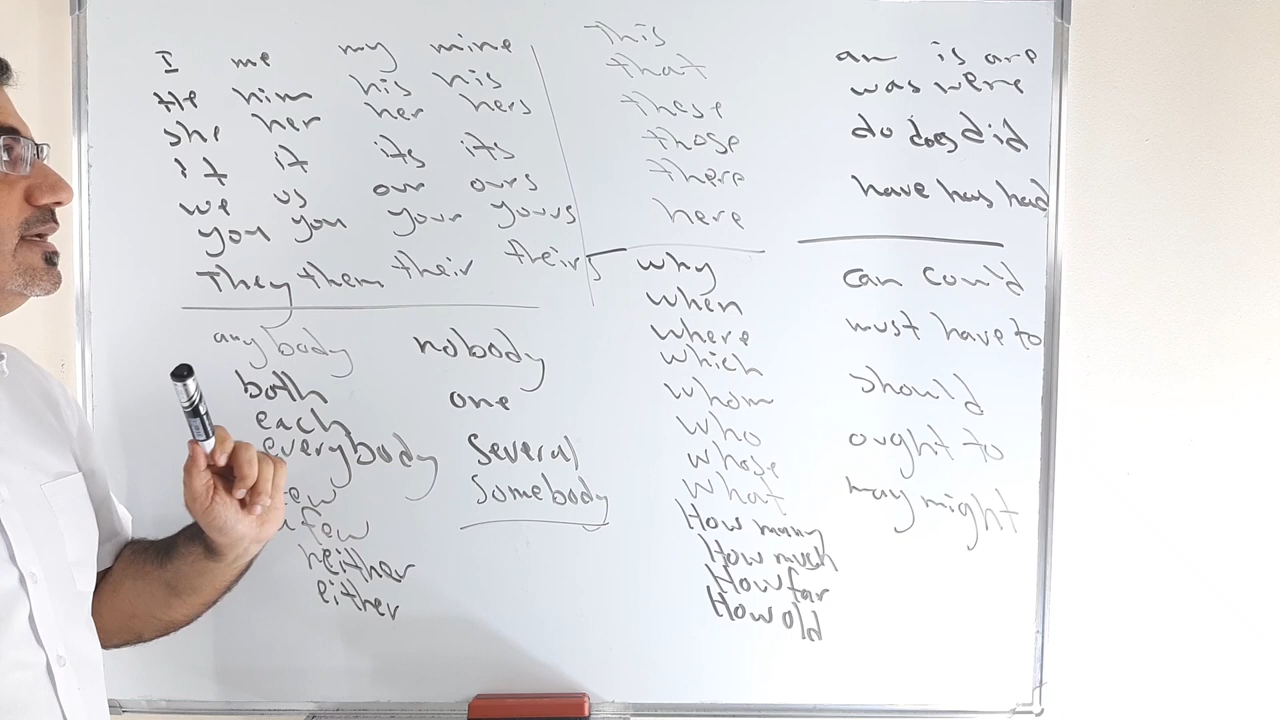 I me my mine
he him his his
she her her hers
it it its its
we us our ours
you you your yours
They them their theirs
anybody
both
each
everybody
few
a few
neither
either
nobody
one
several
somebody
This
that
these
those
there
here
why
when
where
which
whom
who
whose
what
How many
How much
How far
How old
am is are
was were
do does did
have has had
can could
must have to
should
ought to
may might